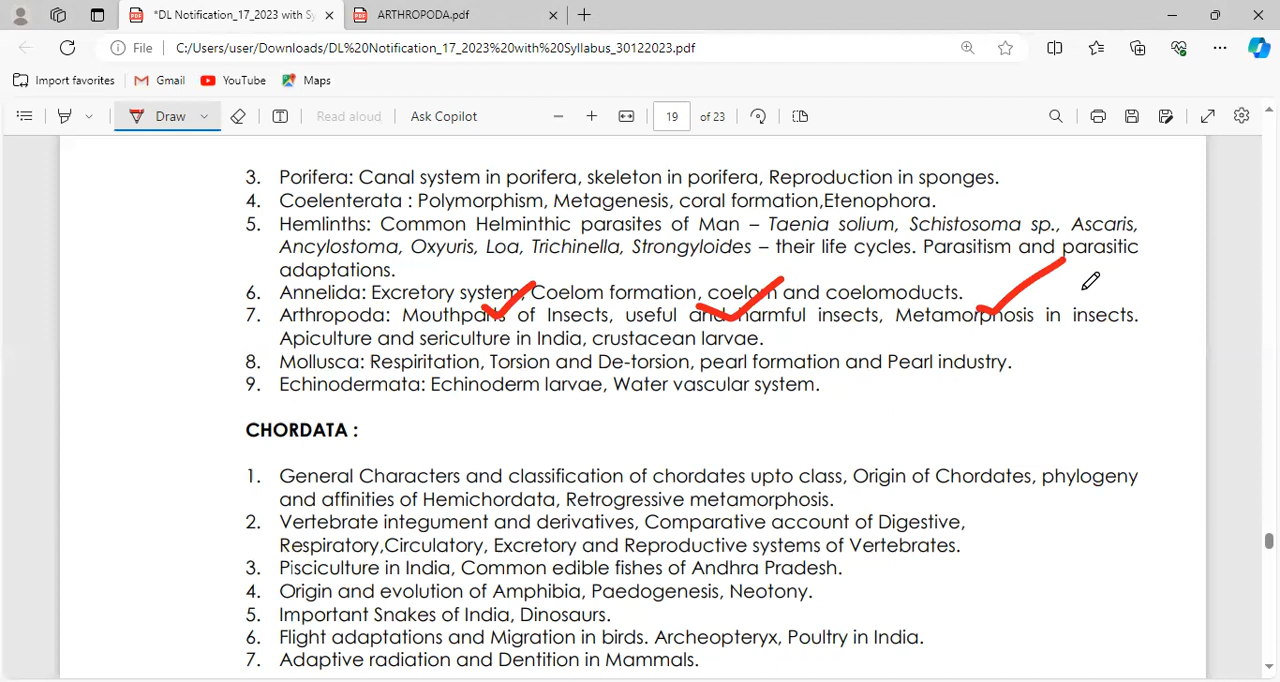 *DL Notification_17_2023 with Sy
ARTHROPODA.pdf
File
C:/Users/user/Downloads/DL%20Notification_17_2023%20with%20Syllabus_30122023.pdf
Import favorites
Gmail
YouTube
Maps
Draw
Read aloud
Ask Copilot
19 of 23
3. Porifera: Canal system in porifera, skeleton in porifera, Reproduction in sponges.
4. Coelenterata : Polymorphism, Metagenesis, coral formation,Etenophora.
5. Hemlinths: Common Helminthic parasites of Man – Taenia solium, Schistosoma sp., Ascaris,
Ancylostoma, Oxyuris, Loa, Trichinella, Strongyloides – their life cycles. Parasitism and parasitic
adaptations.
6. Annelida: Excretory system, Coelom formation, coelom and coelomoducts.
7. Arthropoda: Mouthparts of Insects, useful and harmful insects, Metamorphosis in insects.
Apiculture and sericulture in India, crustacean larvae.
8. Mollusca: Respiritation, Torsion and De-torsion, pearl formation and Pearl industry.
9. Echinodermata: Echinoderm larvae, Water vascular system.
CHORDATA :
1. General Characters and classification of chordates upto class, Origin of Chordates, phylogeny
and affinities of Hemichordata, Retrogressive metamorphosis.
2. Vertebrate integument and derivatives, Comparative account of Digestive,
Respiratory,Circulatory, Excretory and Reproductive systems of Vertebrates.
3. Pisciculture in India, Common edible fishes of Andhra Pradesh.
4. Origin and evolution of Amphibia, Paedogenesis, Neotony.
5. Important Snakes of India, Dinosaurs.
6. Flight adaptations and Migration in birds. Archeopteryx, Poultry in India.
7. Adaptive radiation and Dentition in Mammals.